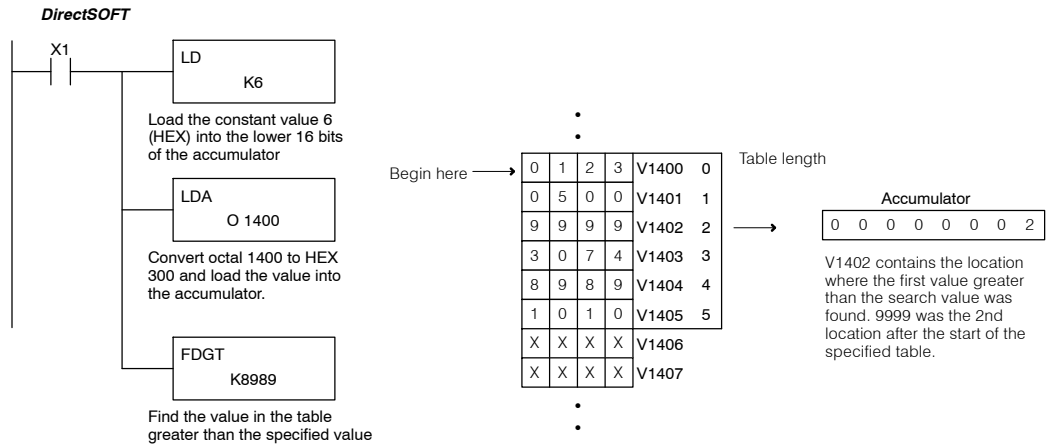 DirectSOFT
X1
LD
K6
Load the constant value 6
(HEX) into the lower 16 bits
of the accumulator
LDA
O 1400
Convert octal 1400 to HEX
300 and load the value into
the accumulator.
FDGT
K8989
Find the value in the table
greater than the specified value
Begin here
Table length
0 1 2 3 V1400 0
0 5 0 0 V1401 1
9 9 9 9 V1402 2
3 0 7 4 V1403 3
8 9 8 9 V1404 4
1 0 1 0 V1405 5
X X X X V1406
X X X X V1407
Accumulator
0 0 0 0 0 0 0 2
V1402 contains the location
where the first value greater
than the search value was
found. 9999 was the 2nd
location after the start of the
specified table.